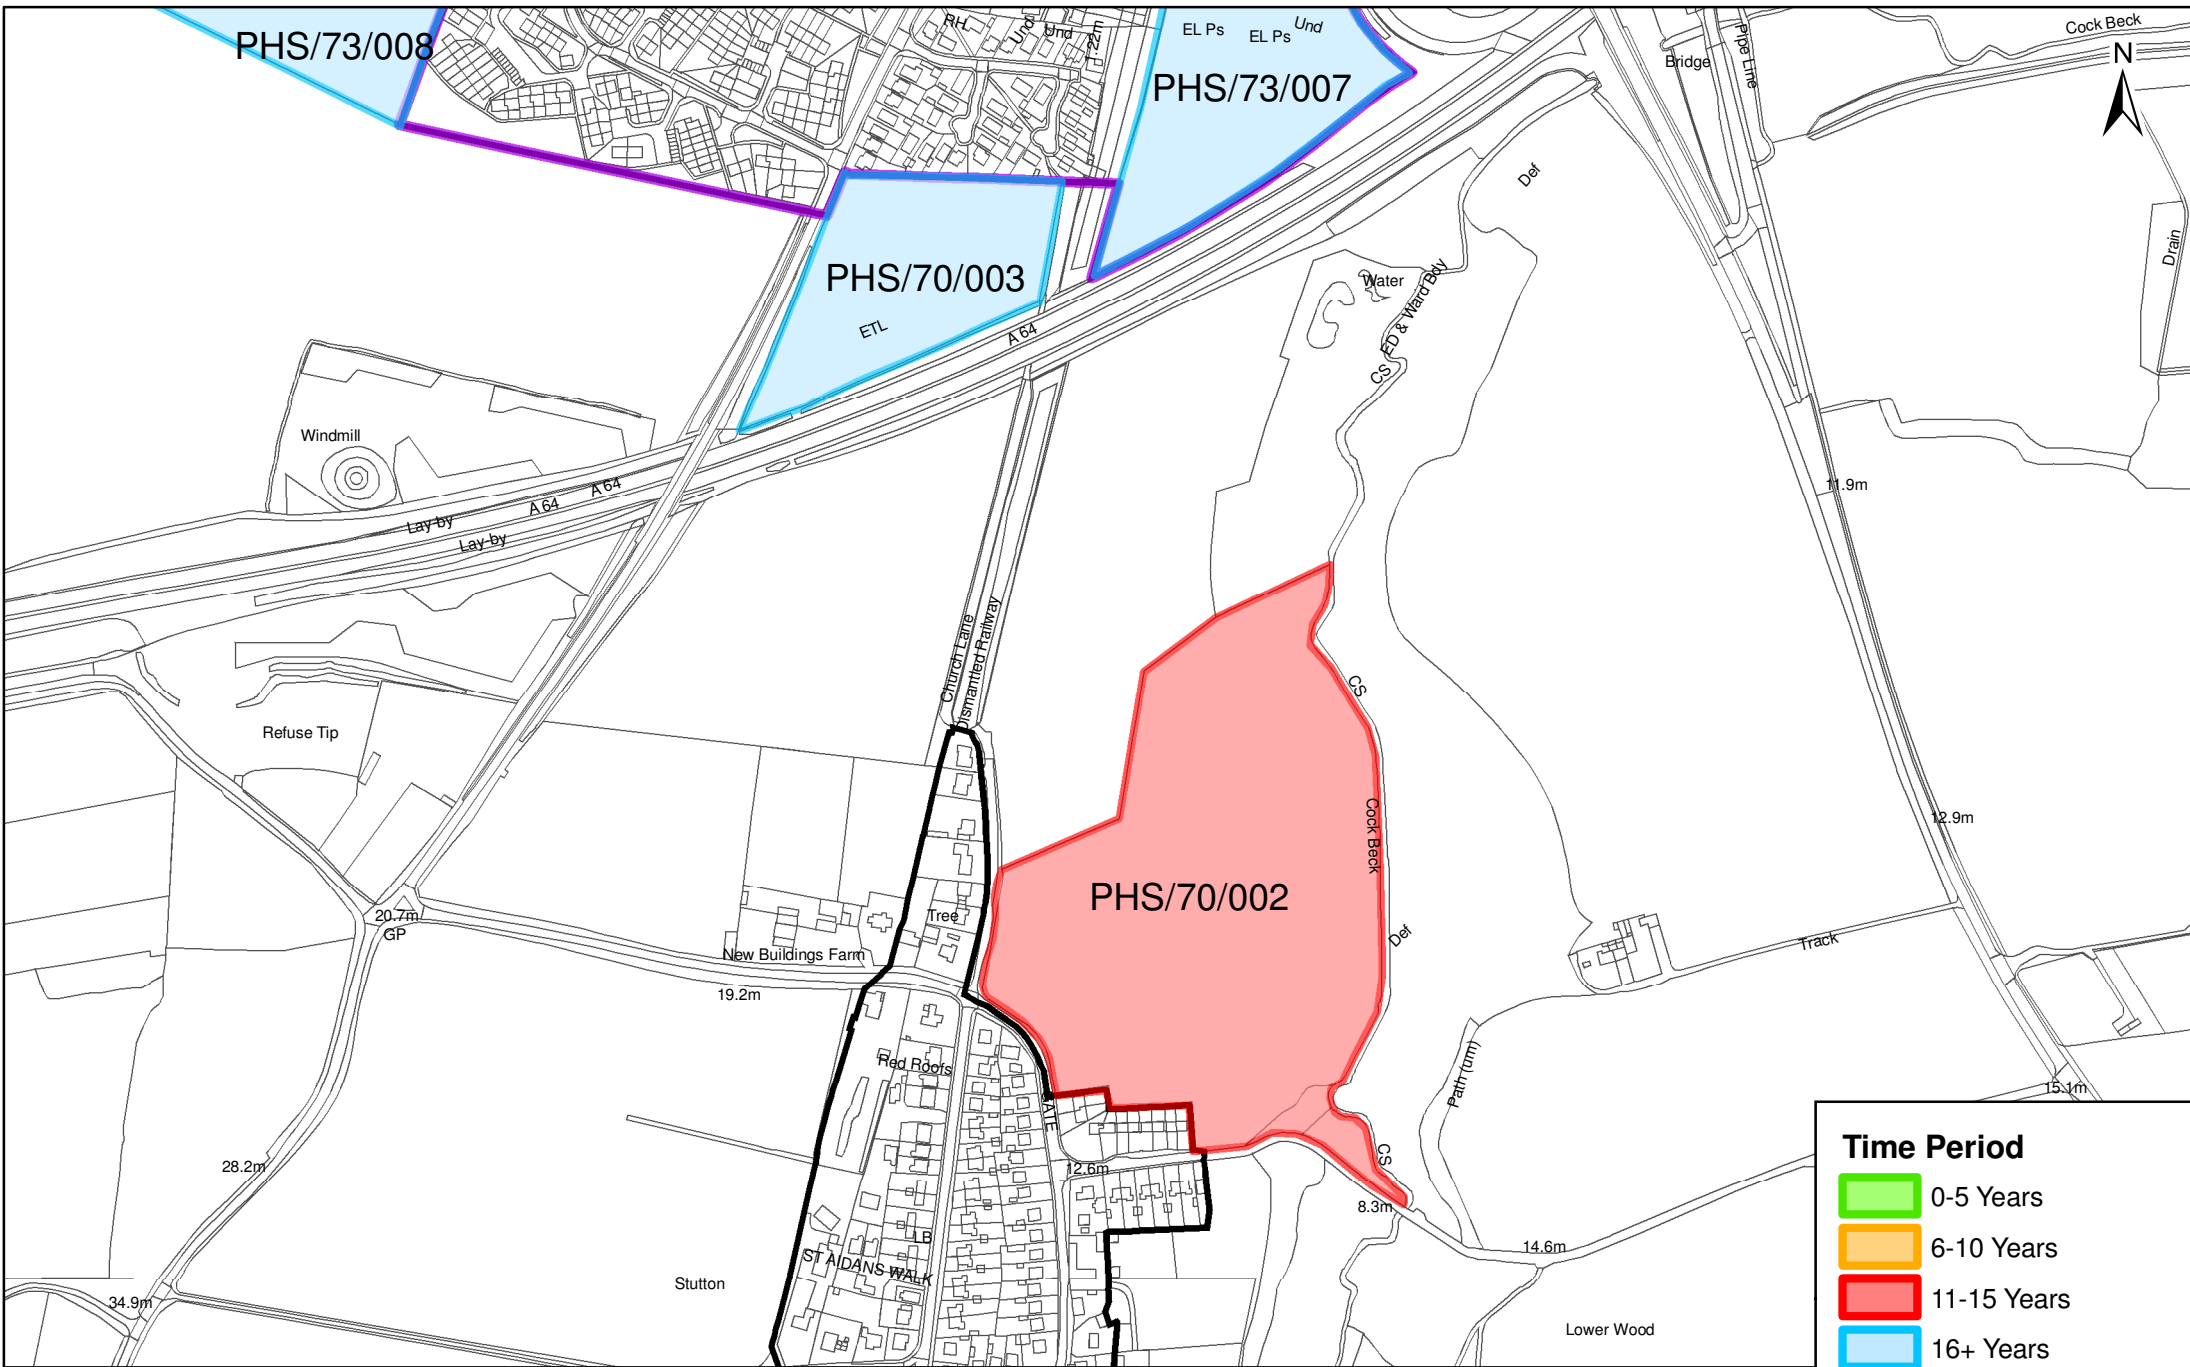 PHS/73/008
RH
Und
Und
1.22m
EL Ps
EL Ps
Und
PHS/73/007
Bridge
Pipe Line
Cock Beck
N
Def
Drain
PHS/70/003
ETL
A 64
Water
CS
ED & Ward Bdy
Windmill
Lay-by
A 64
A 64
Lay-by
11.9m
Church Lane
Dismantled Railway
CS
Refuse Tip
Cock Beck
12.9m
PHS/70/002
20.7m
GP
Tree
Def
Track
New Buildings Farm
19.2m
Red Roofs
Path (um)
15.1m
ATE
12.6m
CS
28.2m
8.3m
14.6m
LB
ST AIDANS WALK
Stutton
34.9m
Lower Wood
Time Period
0-5 Years
6-10 Years
11-15 Years
16+ Years